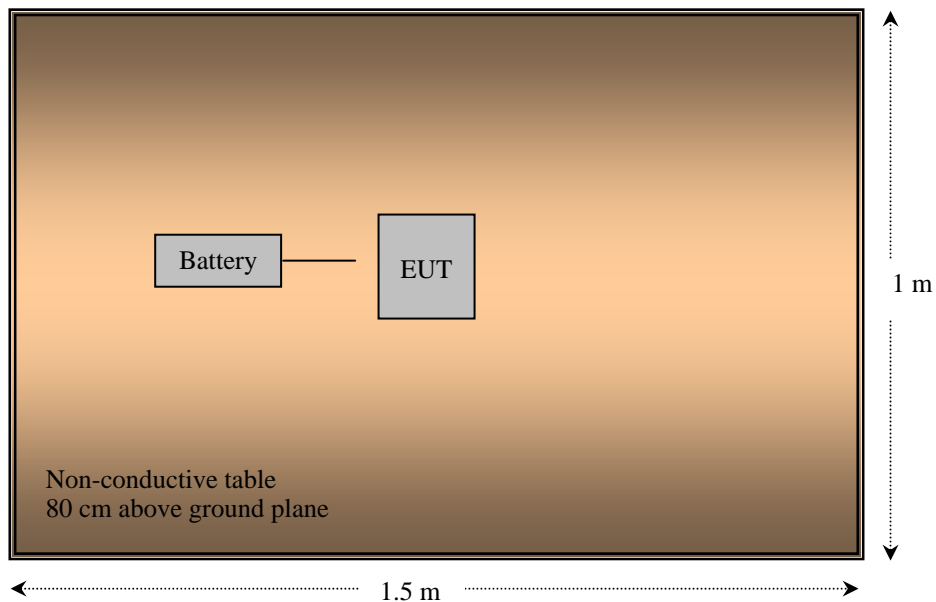 Battery
EUT
1 m
Non-conductive table
80 cm above ground plane
1.5 m